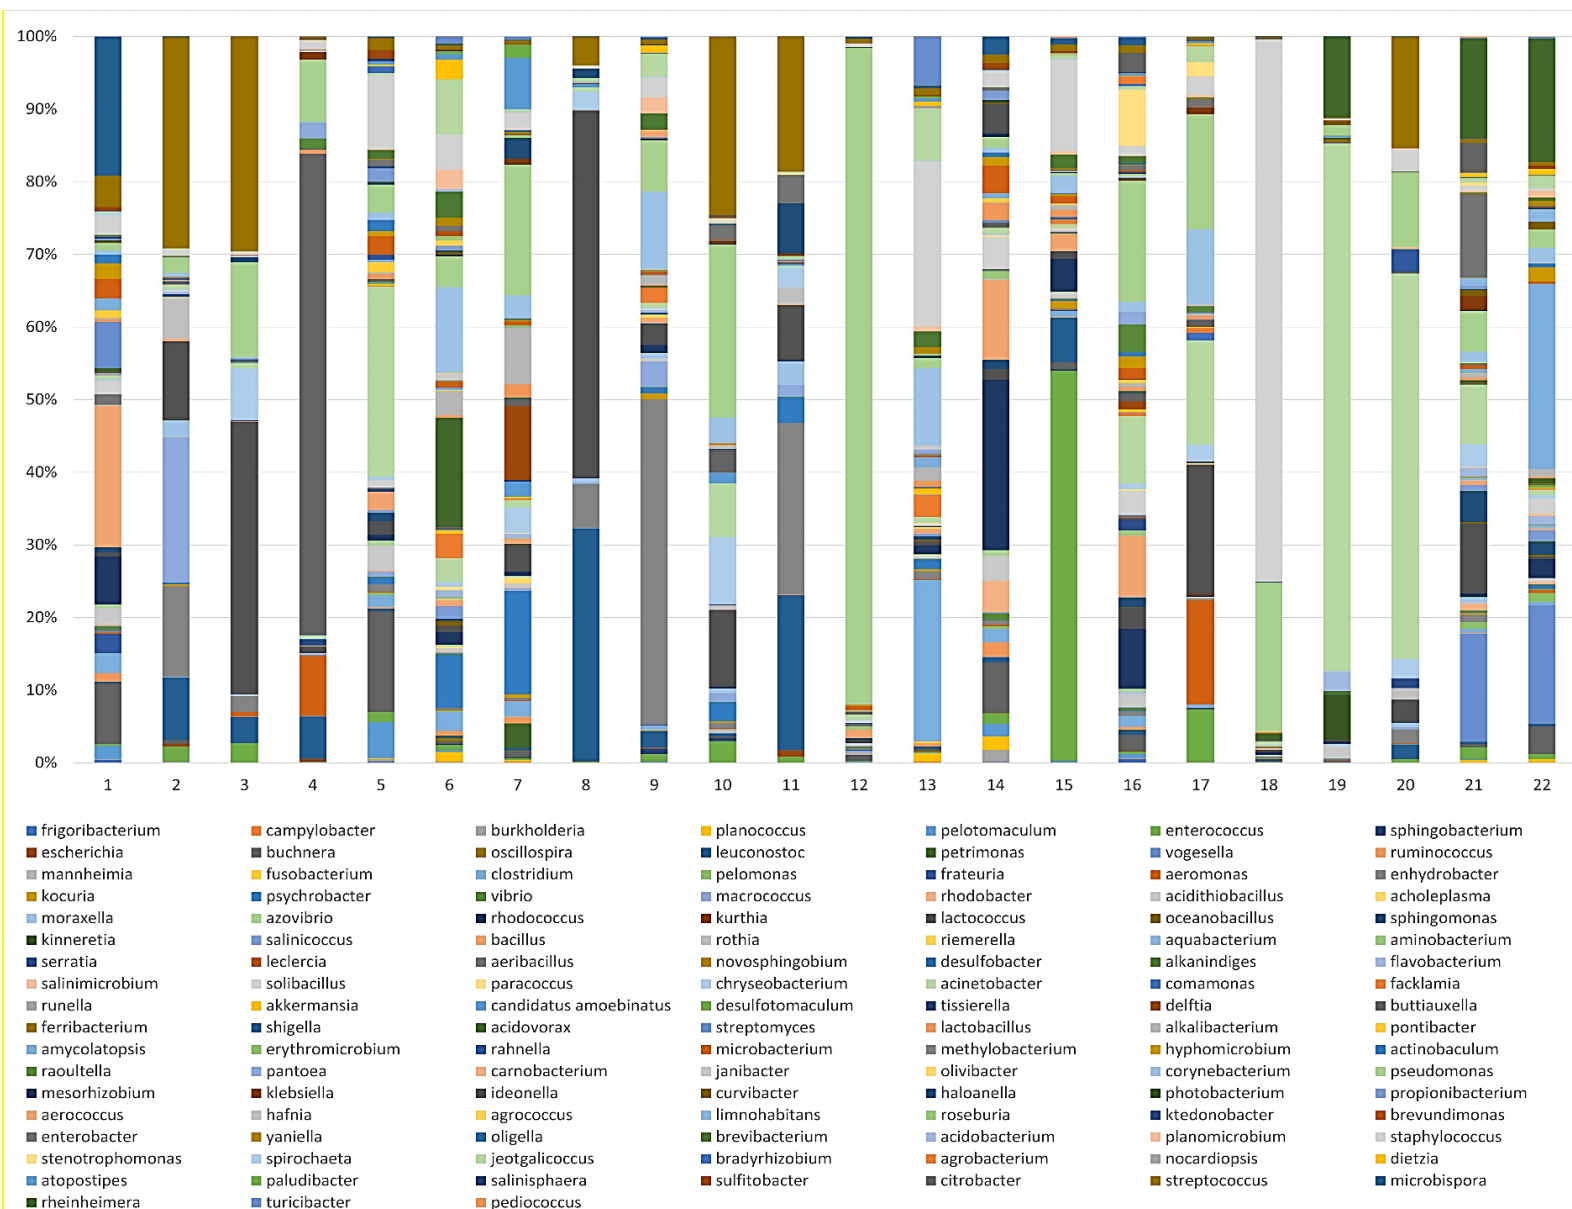 100%
90%
80%
70%
60%
50%
40%
30%
20%
10%
0%
1 2 3 4 5 6 7 8 9 10 11 12 13 14 15 16 17 18 19 20 21 22
frigoribacterium campylobacter burkholderia planococcus pelotomaculum enterococcus sphingobacterium
escherichia buchnera oscillospira leuconostoc petrimonas vogesella ruminococcus
mannheimia fusobacterium clostridium pelomonas frateuria aeromonas enhydrobacter
kocuria psychrobacter vibrio macrococcus rhodobacter acidithiobacillus acholeplasma
moraxella azovibrio rhodococcus kurthia lactococcus oceanobacillus sphingomonas
kinneretia salinicoccus bacillus rothia riemerella aquabacterium aminobacterium
serratia leclercia aeribacillus novosphingobium desulfobacter alkanindiges flavobacterium
salinimicrobium solibacillus paracoccus chryseobacterium acinetobacter comamonas facklamia
runella akkermansia candidatus amoebinatus desulfotomaculum tissierella delftia buttiauxella
ferribacterium shigella acidovorax streptomyces lactobacillus alkalibacterium pontibacter
amycolatopsis erythromicrobium rahnella microbacterium methylobacterium hyphomicrobium actinobaculum
raoultella pantoea carnobacterium janibacter olivibacter corynebacterium pseudomonas
mesorhizobium klebsiella ideonella curvibacter haloanella photobacterium propionibacterium
aerococcus hafnia agrococcus limnohabitans roseburia ktedonobacter brevundimonas
enterobacter yaniella oligella brevibacterium acidobacterium planomicrobium staphylococcus
stenotrophomonas spirochaeta jeotgalicoccus bradyrhizobium agrobacterium nocardiopsis dietzia
atopostipes paludibacter salinisphaera sulfitobacter citrobacter streptococcus microbispora
rheinheimera turicibacter pediococcus